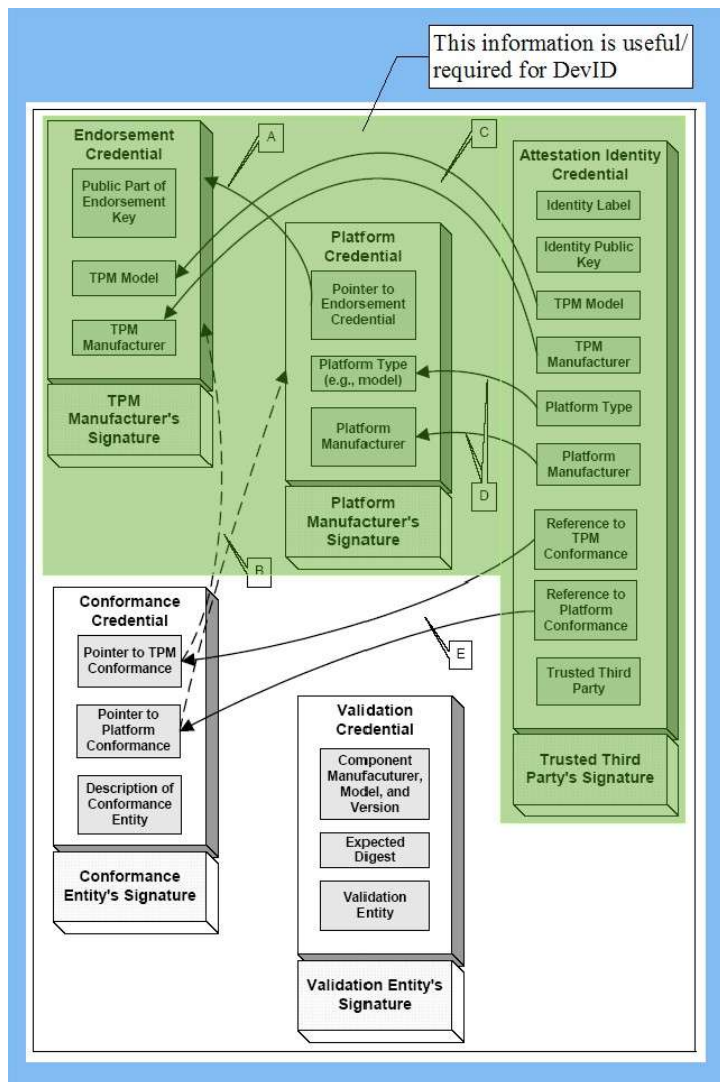 This information is useful/
required for DevID
Endorsement
Credential
Public Part of
Endorsement
Key
TPM Model
TPM
Manufacturer
TPM
Manufacturer's
Signature
A
C
Platform
Credential
Pointer to
Endorsement
Credential
Platform Type
(e.g., model)
Platform
Manufacturer
Platform
Manufacturer's
Signature
D
B
Attestation Identity
Credential
Identity Label
Identity Public
Key
TPM Model
TPM
Manufacturer
Platform Type
Platform
Manufacturer
Reference to
TPM
Conformance
Reference to
Platform
Conformance
Trusted Third
Party
Trusted Third
Party's Signature
Conformance
Credential
Pointer to TPM
Conformance
Pointer to
Platform
Conformance
Description of
Conformance
Entity
Conformance
Entity's Signature
E
Validation
Credential
Component
Manufacuturer,
Model, and
Version
Expected
Digest
Validation
Entity
Validation Entity's
Signature